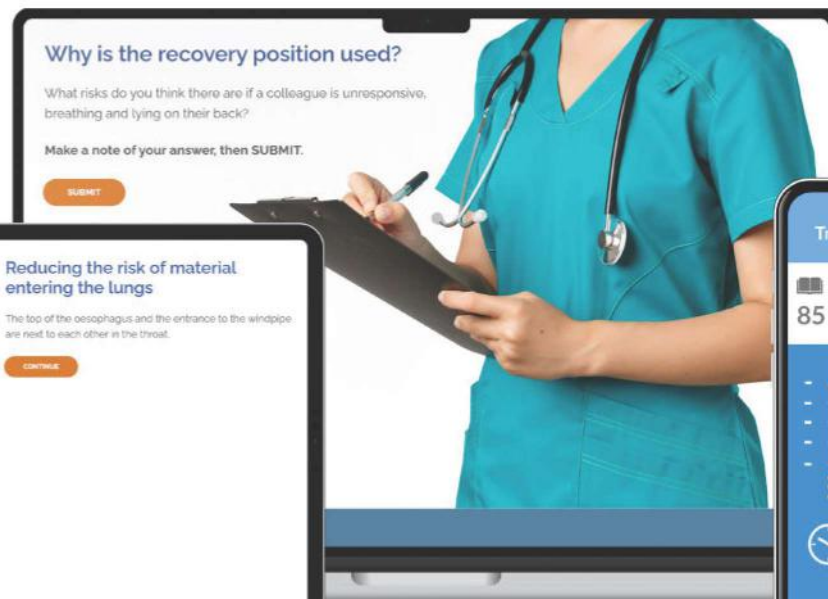 Why is the recovery position used?
What risks do you think there are if a colleague is unresponsive,
breathing and lying on their back?
Make a note of your answer, then SUBMIT.
SUBMIT
Reducing the risk of material
entering the lungs
The top of the oesophagus and the entrance to the windpipe
are next to each other in the throat.
CONTINUE
85